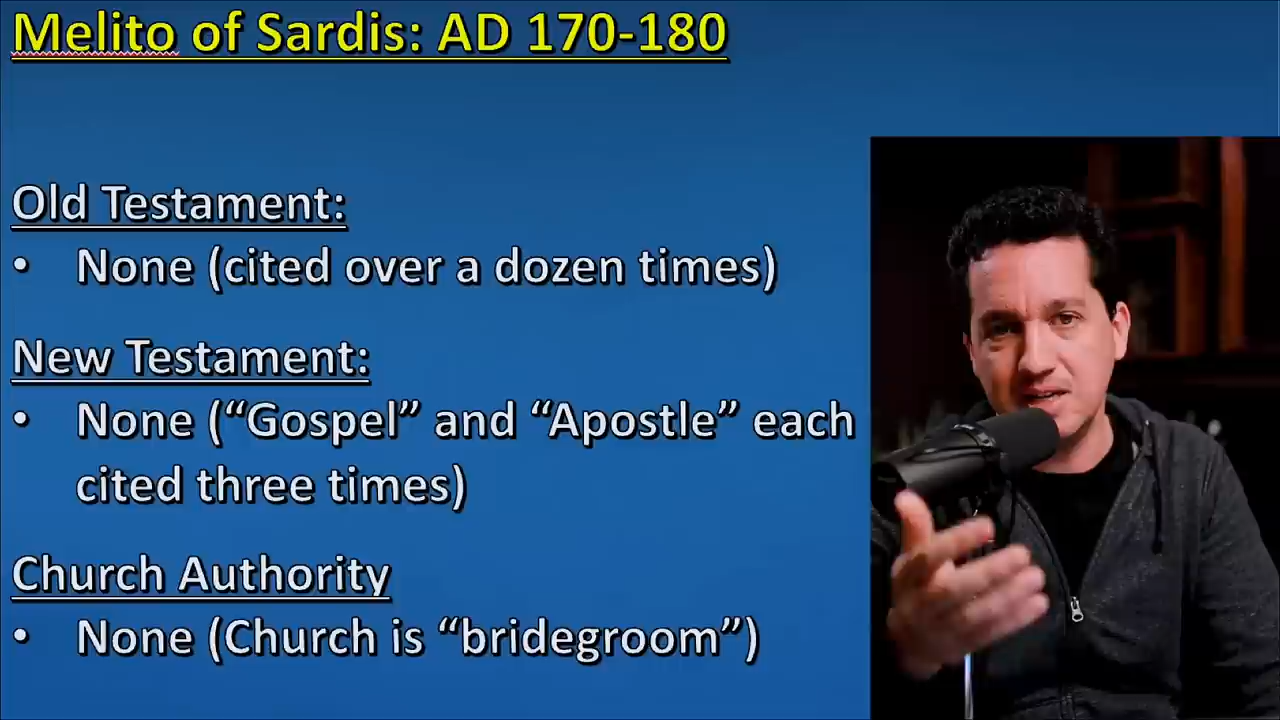 Melito of Sardis: AD 170-180
Old Testament:
• None (cited over a dozen times)
New Testament:
• None (“Gospel” and “Apostle” each
cited three times)
Church Authority
• None (Church is “bridegroom”)